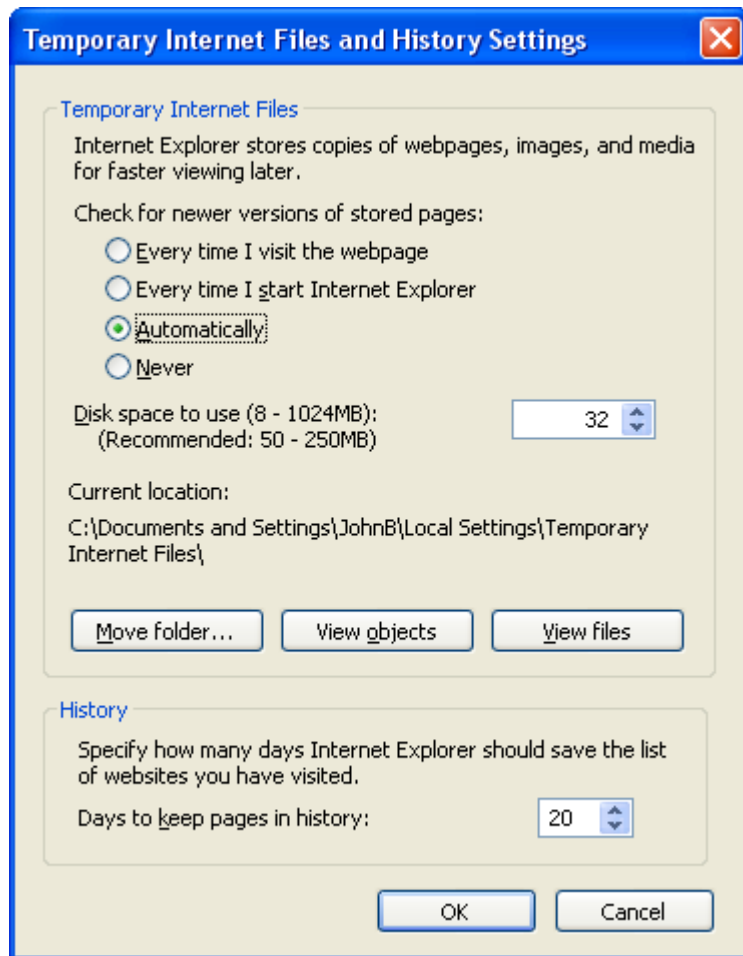 Temporary Internet Files and History Settings
Temporary Internet Files
Internet Explorer stores copies of webpages, images, and media
for faster viewing later.
Check for newer versions of stored pages:
Every time I visit the webpage
Every time I start Internet Explorer
Automatically
Never
Disk space to use (8 - 1024MB):
32
(Recommended: 50 - 250MB)
Current location:
C:\Documents and Settings\JohnB\Local Settings\Temporary
Internet Files\
Move folder... View objects View files
History
Specify how many days Internet Explorer should save the list
of websites you have visited.
Days to keep pages in history: 20
OK Cancel